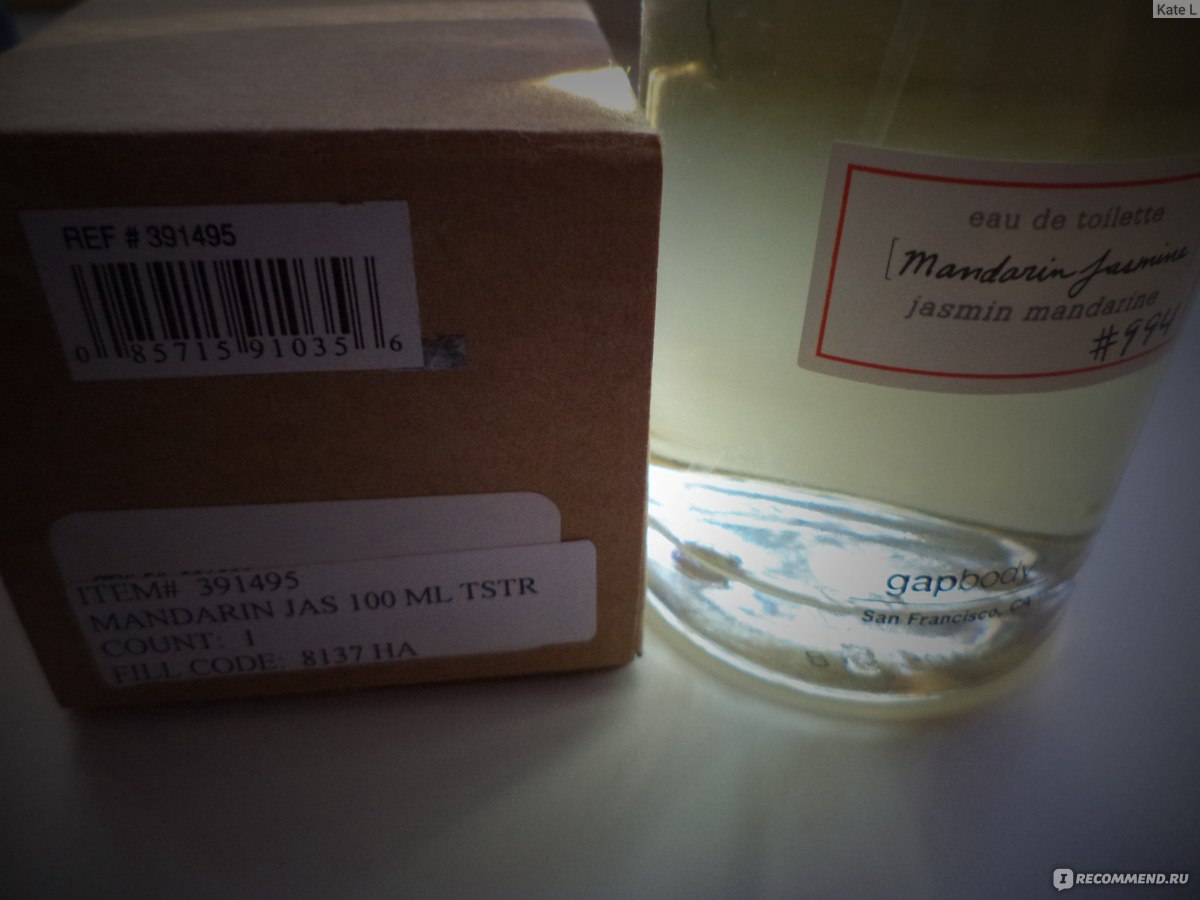 Kate L
REF # 391495
0 85715 91035 6
ITEM# 391495
MANDARIN JAS 100 ML TSTR
COUNT: 1
FILL CODE: 8137 HA
eau de toilette
[Mandarin Jasmine
jasmin mandarine
#994
gapbody
San Francisco, CA
IRECOMMEND.RU